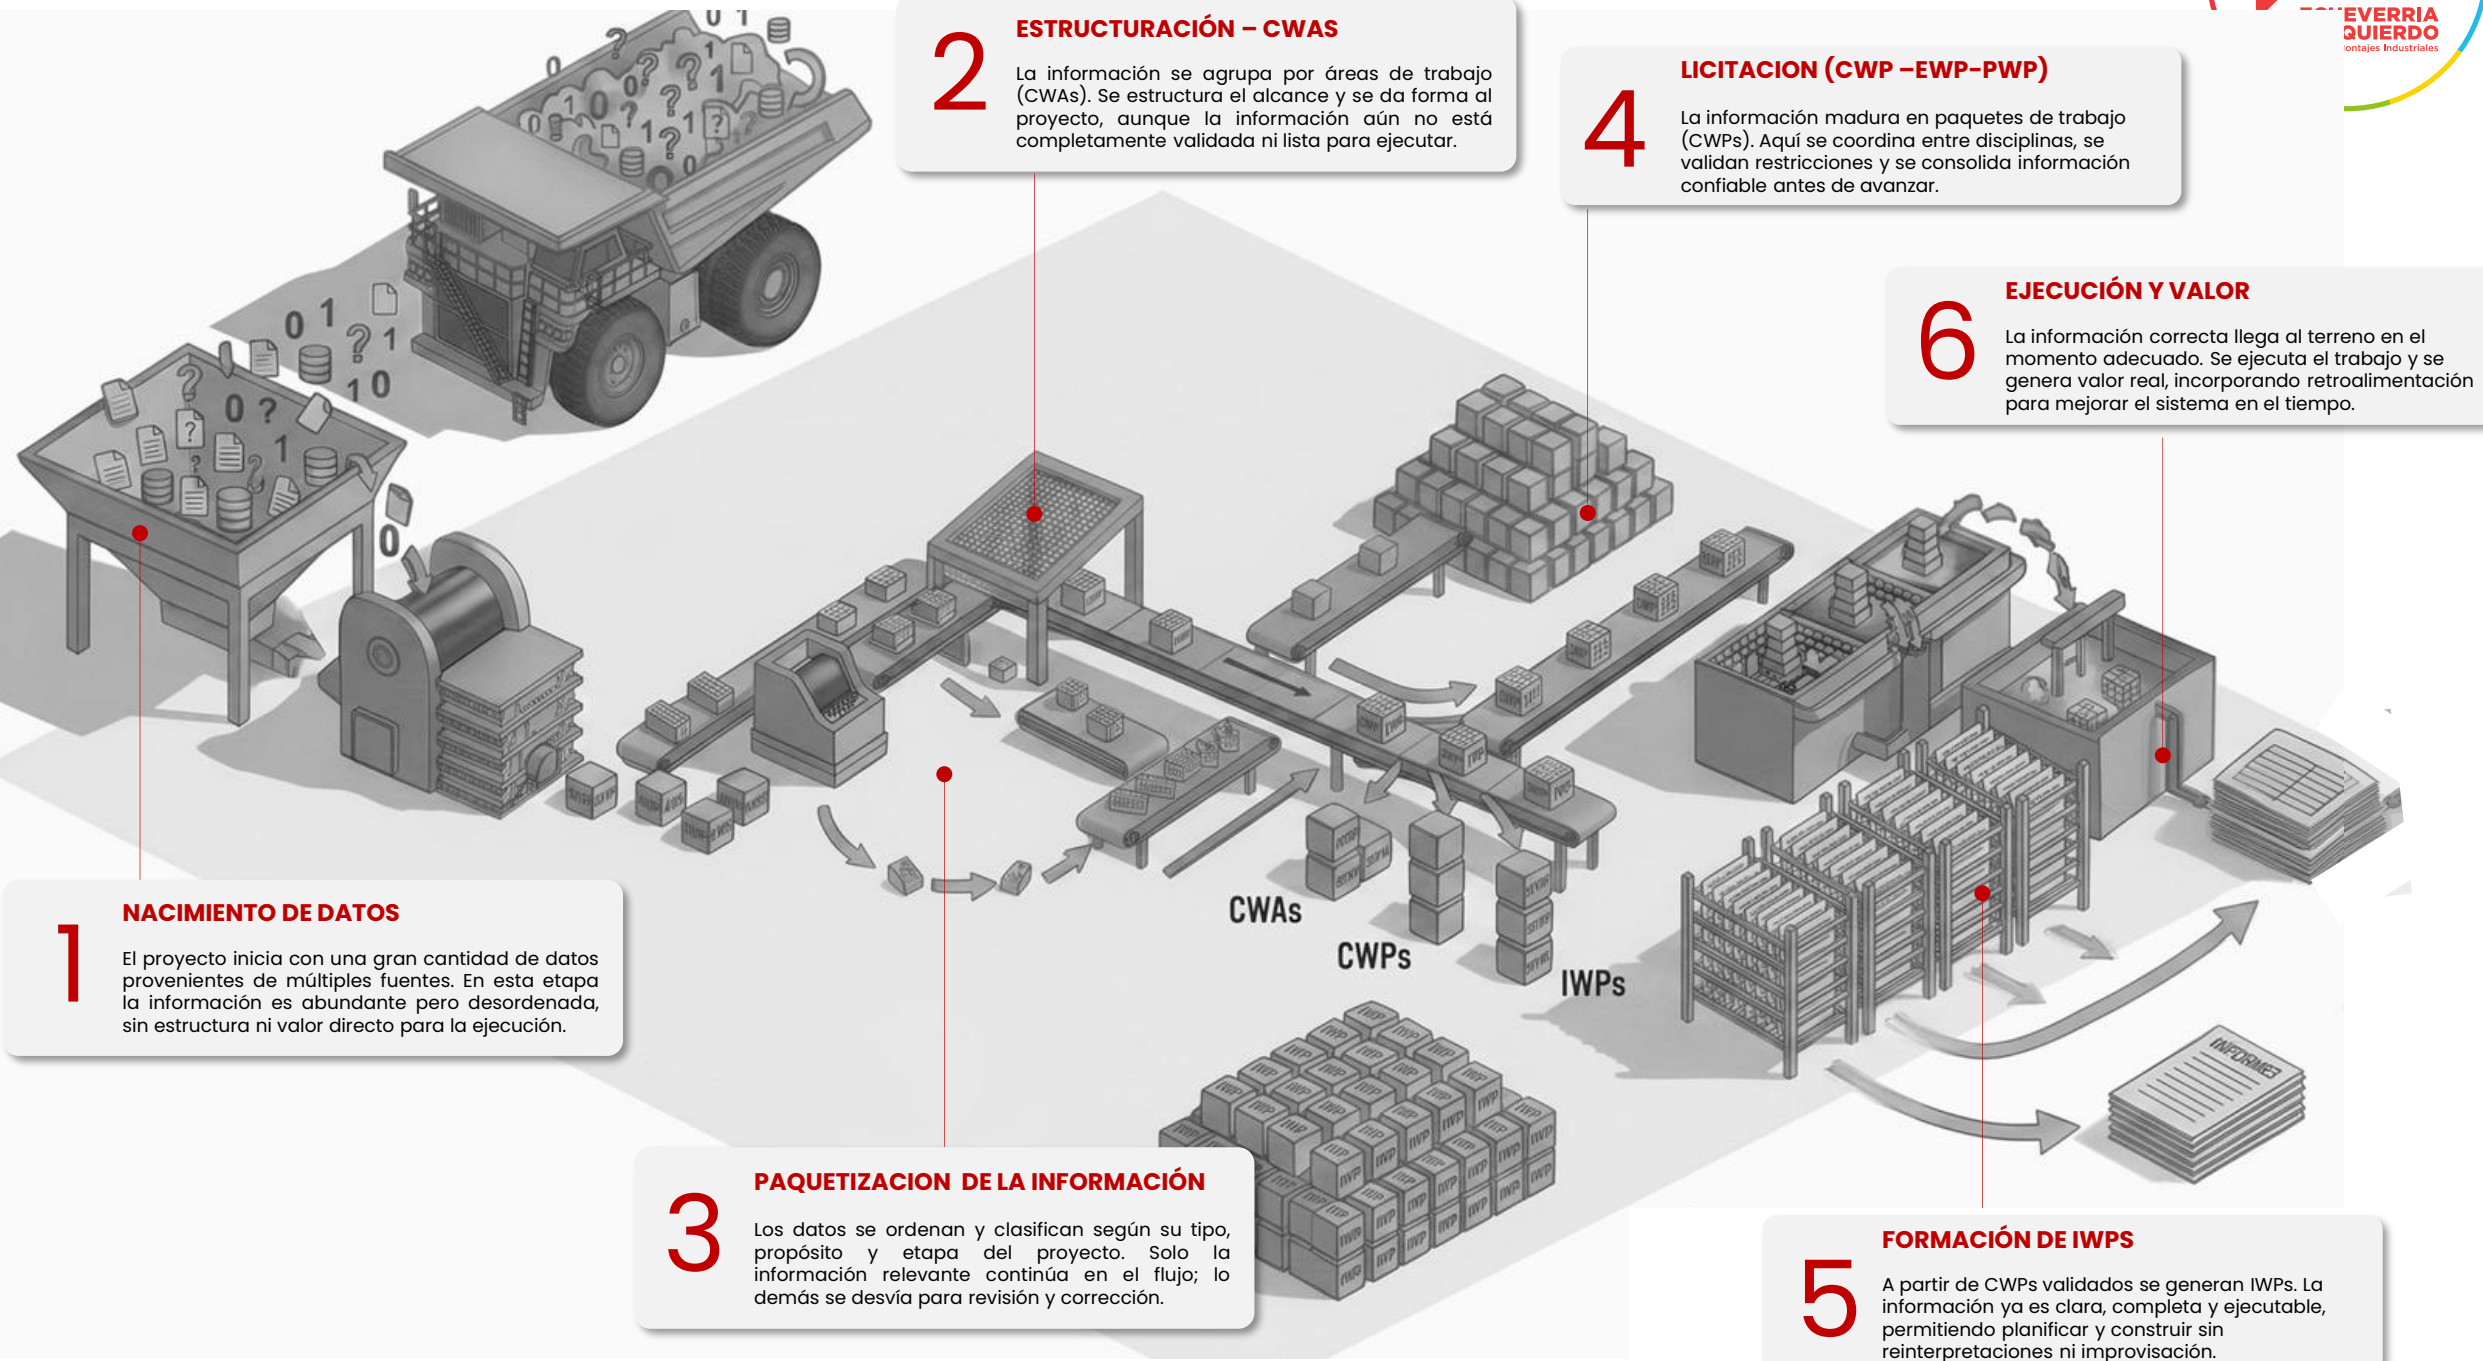 ECHEVERRIA
IZQUIERDO
Montajes Industriales
2
ESTRUCTURACIÓN – CWAS
La información se agrupa por áreas de trabajo
(CWAs). Se estructura el alcance y se da forma al
proyecto, aunque la información aún no está
completamente validada ni lista para ejecutar.
4
LICITACION (CWP –EWP-PWP)
La información madura en paquetes de trabajo
(CWPs). Aquí se coordina entre disciplinas, se
validan restricciones y se consolida información
confiable antes de avanzar.
6
EJECUCIÓN Y VALOR
La información correcta llega al terreno en el
momento adecuado. Se ejecuta el trabajo y se
genera valor real, incorporando retroalimentación
para mejorar el sistema en el tiempo.
1
NACIMIENTO DE DATOS
El proyecto inicia con una gran cantidad de datos
provenientes de múltiples fuentes. En esta etapa
la información es abundante pero desordenada,
sin estructura ni valor directo para la ejecución.
CWAs
CWPs
IWPs
INFORMES
3
PAQUETIZACION  DE LA INFORMACIÓN
Los datos se ordenan y clasifican según su tipo,
propósito y etapa del proyecto. Solo la
información relevante continúa en el flujo; lo
demás se desvía para revisión y corrección.
5
FORMACIÓN DE IWPS
A partir de CWPs validados se generan IWPs. La
información ya es clara, completa y ejecutable,
permitiendo planificar y construir sin
reinterpretaciones ni improvisación.